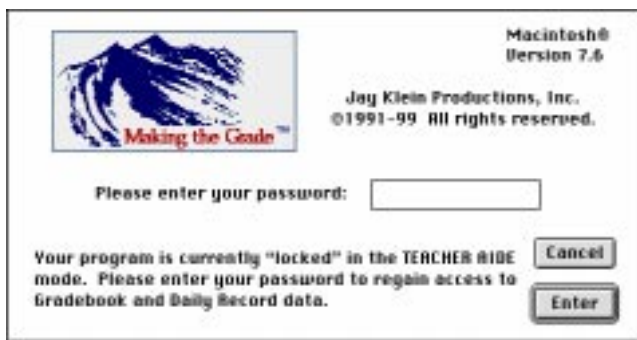 Macintosh®
Version 7.6
Making the Grade™
Jay Klein Productions, Inc.
©1991-99 All rights reserved.
Please enter your password:
Your program is currently "locked" in the TEACHER AIDE
mode. Please enter your password to regain access to
Gradebook and Daily Record data.
Cancel
Enter